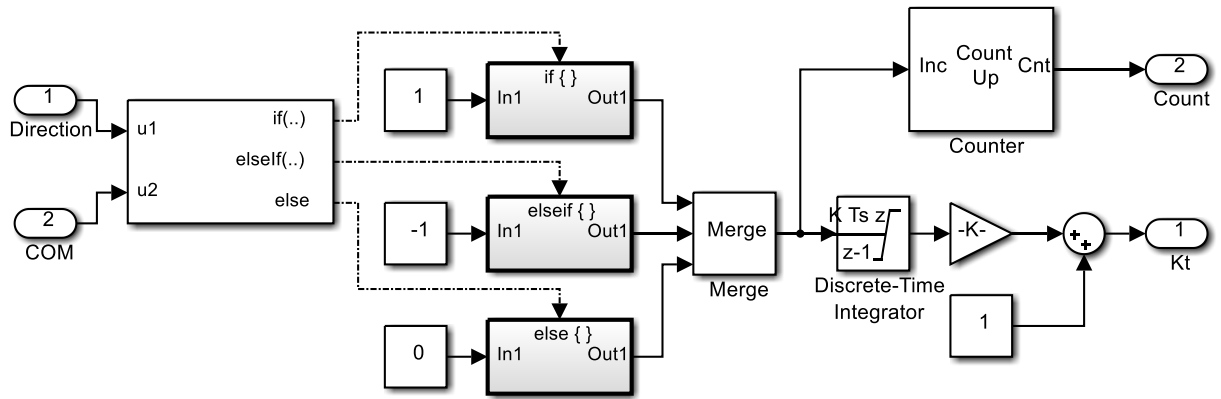 1
Direction
2
COM
u1
u2
if(..)
elseIf(..)
else
1
In1
if { }
Out1
-1
In1
elseif { }
Out1
0
In1
else { }
Out1
Merge
Merge
Inc
Count
Up
Cnt
Counter
2
Count
K Ts z
z-1
Discrete-Time
Integrator
-K-
+
+
1
1
Kt